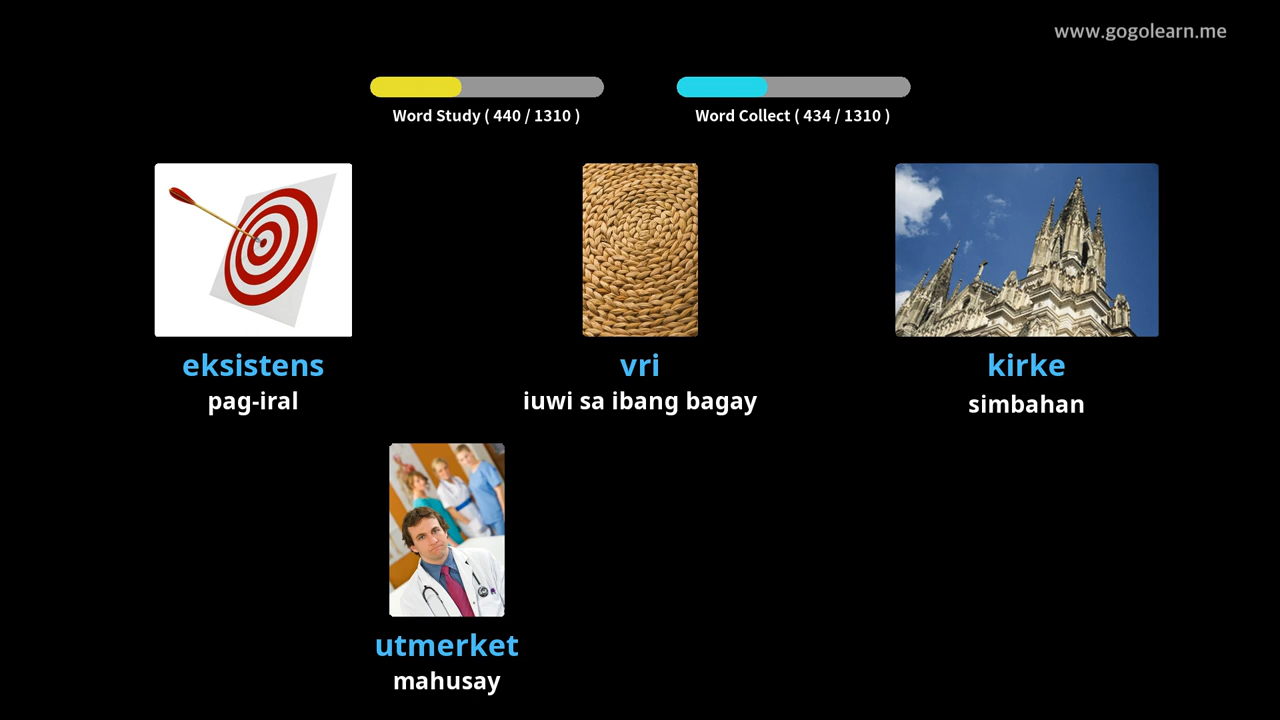 www.gogolearn.me
Word Study ( 440 / 1310 )
Word Collect ( 434 / 1310 )
eksistens
pag-iral
vri
iuwi sa ibang bagay
kirke
simbahan
utmerket
mahusay